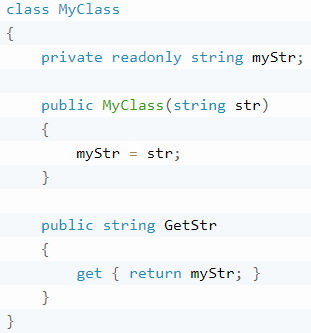 class MyClass
{
    private readonly string myStr;

    public MyClass(string str)
    {
        myStr = str;
    }

    public string GetStr
    {
        get { return myStr; }
    }
}